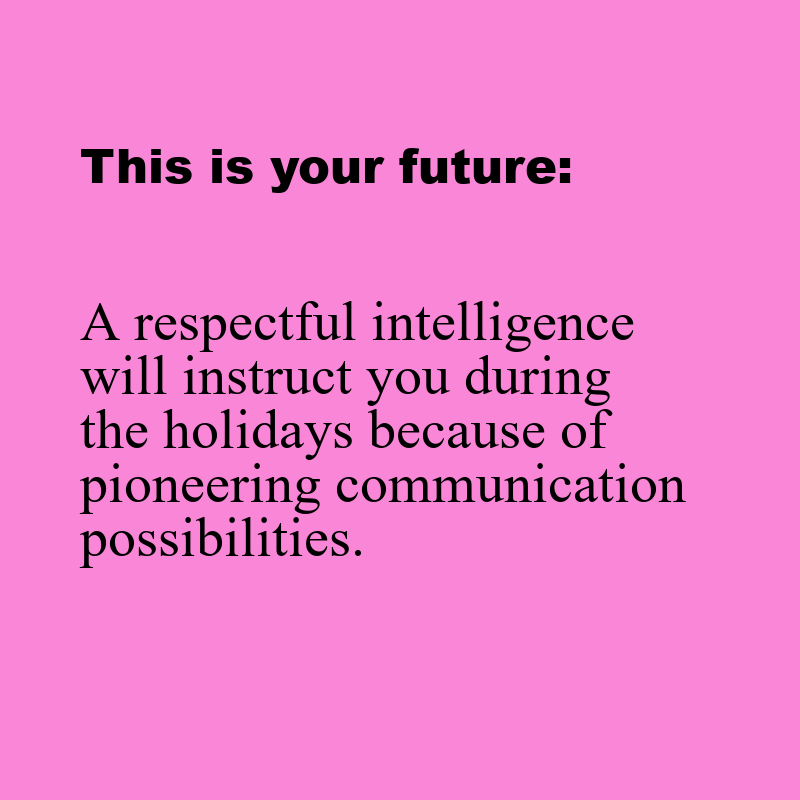 This is your future:
A respectful intelligence
will instruct you during
the holidays because of
pioneering communication
possibilities.